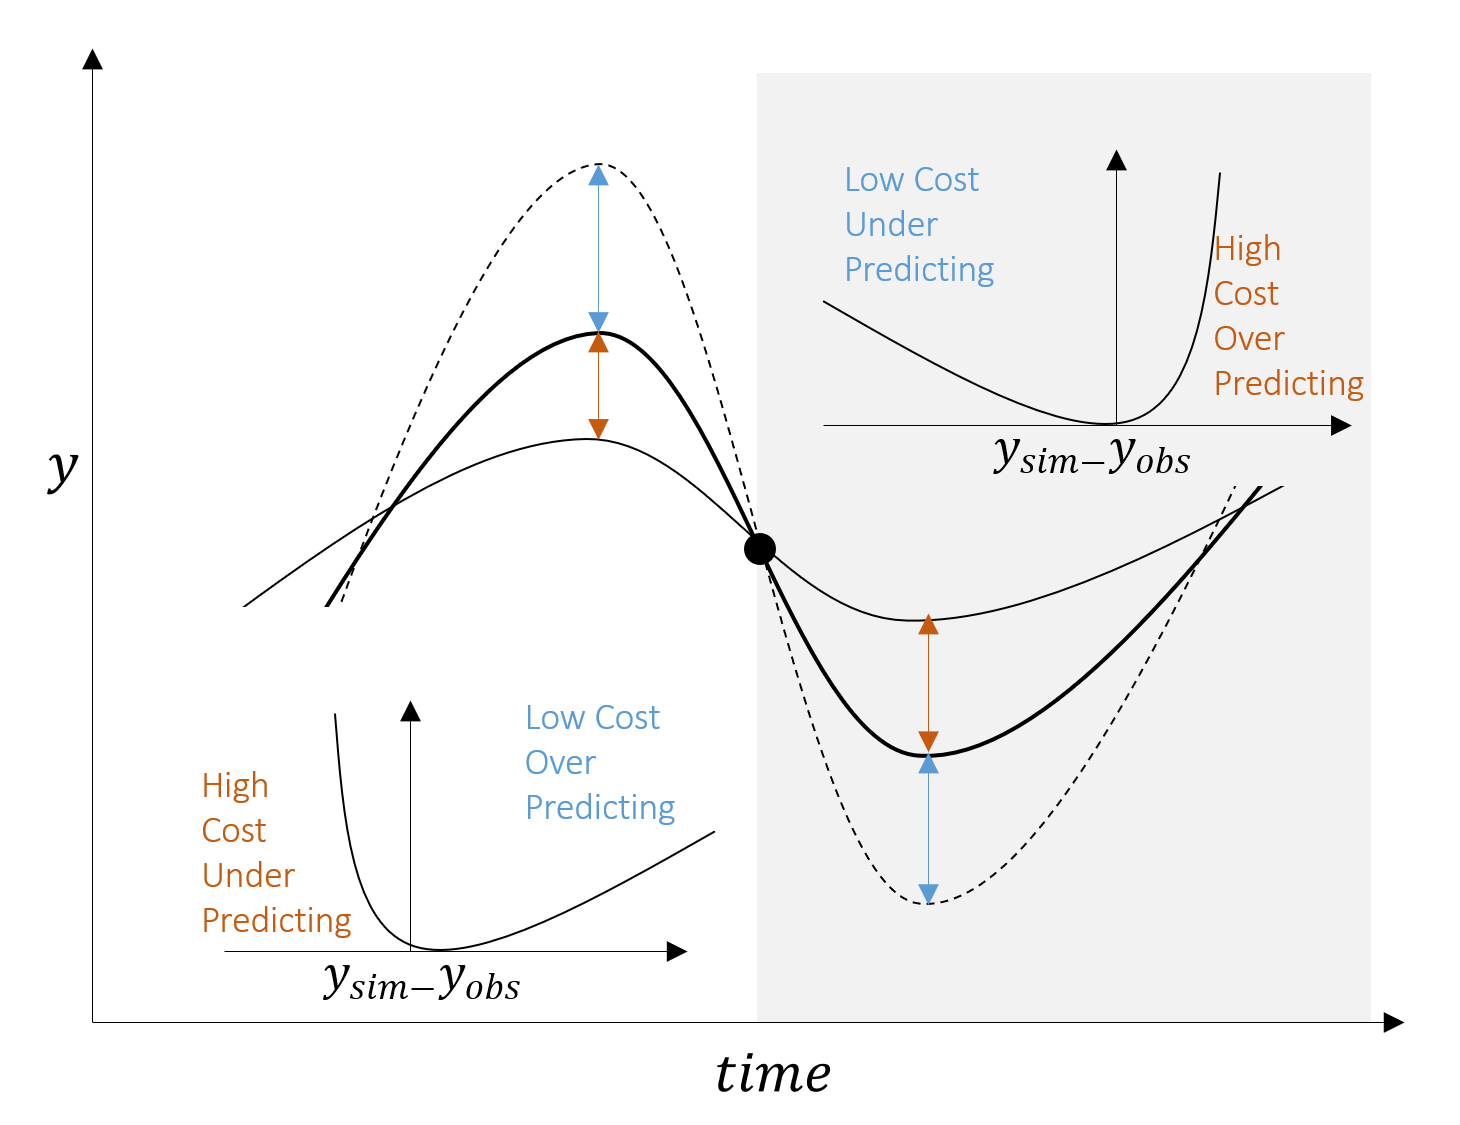 Low Cost
Under
Predicting
High
Cost
Over
Predicting
y_{sim−}y_{obs}
y
Low Cost
Over
Predicting
High
Cost
Under
Predicting
y_{sim−}y_{obs}
time